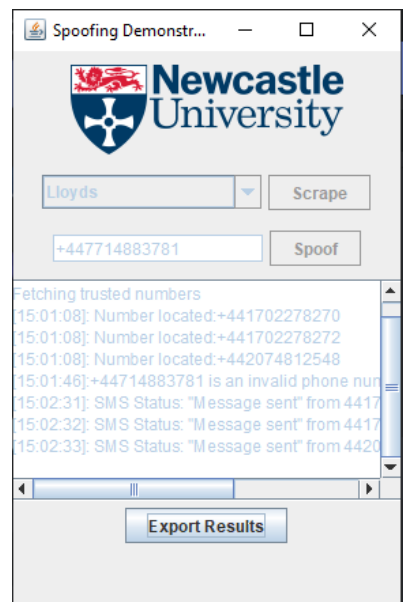 Spoofing Demonstr...
Newcastle
University
Lloyds
Scrape
+447714883781
Spoof
Fetching trusted numbers
[15:01:08]: Number located:+441702278270
[15:01:08]: Number located:+441702278272
[15:01:08]: Number located:+442074812548
[15:01:46]:+44714883781 is an invalid phone num
[15:02:31]: SMS Status: "Message sent" from 4417
[15:02:32]: SMS Status: "Message sent" from 4417
[15:02:33]: SMS Status: "Message sent" from 4420
Export Results